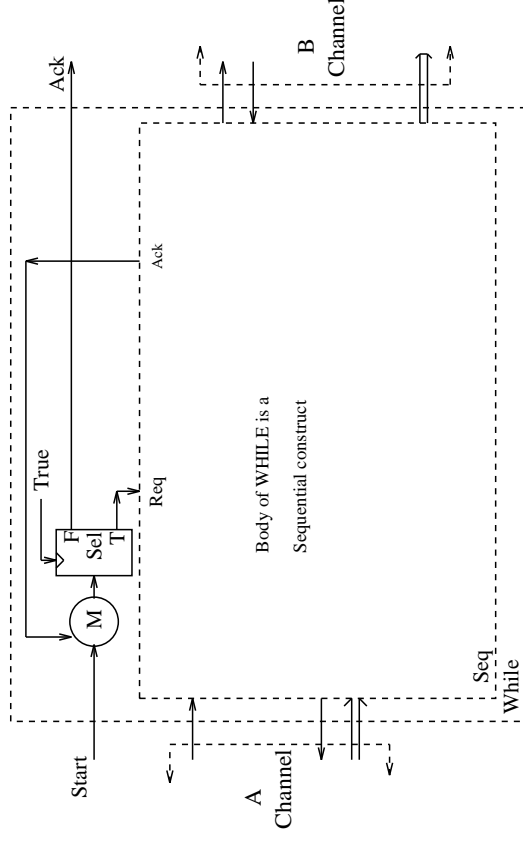 Start
M
Sel
F
T
True
Ack
Req
Ack
A
Channel
B
Channel
Body of WHILE is a
Sequential construct
Seq
While